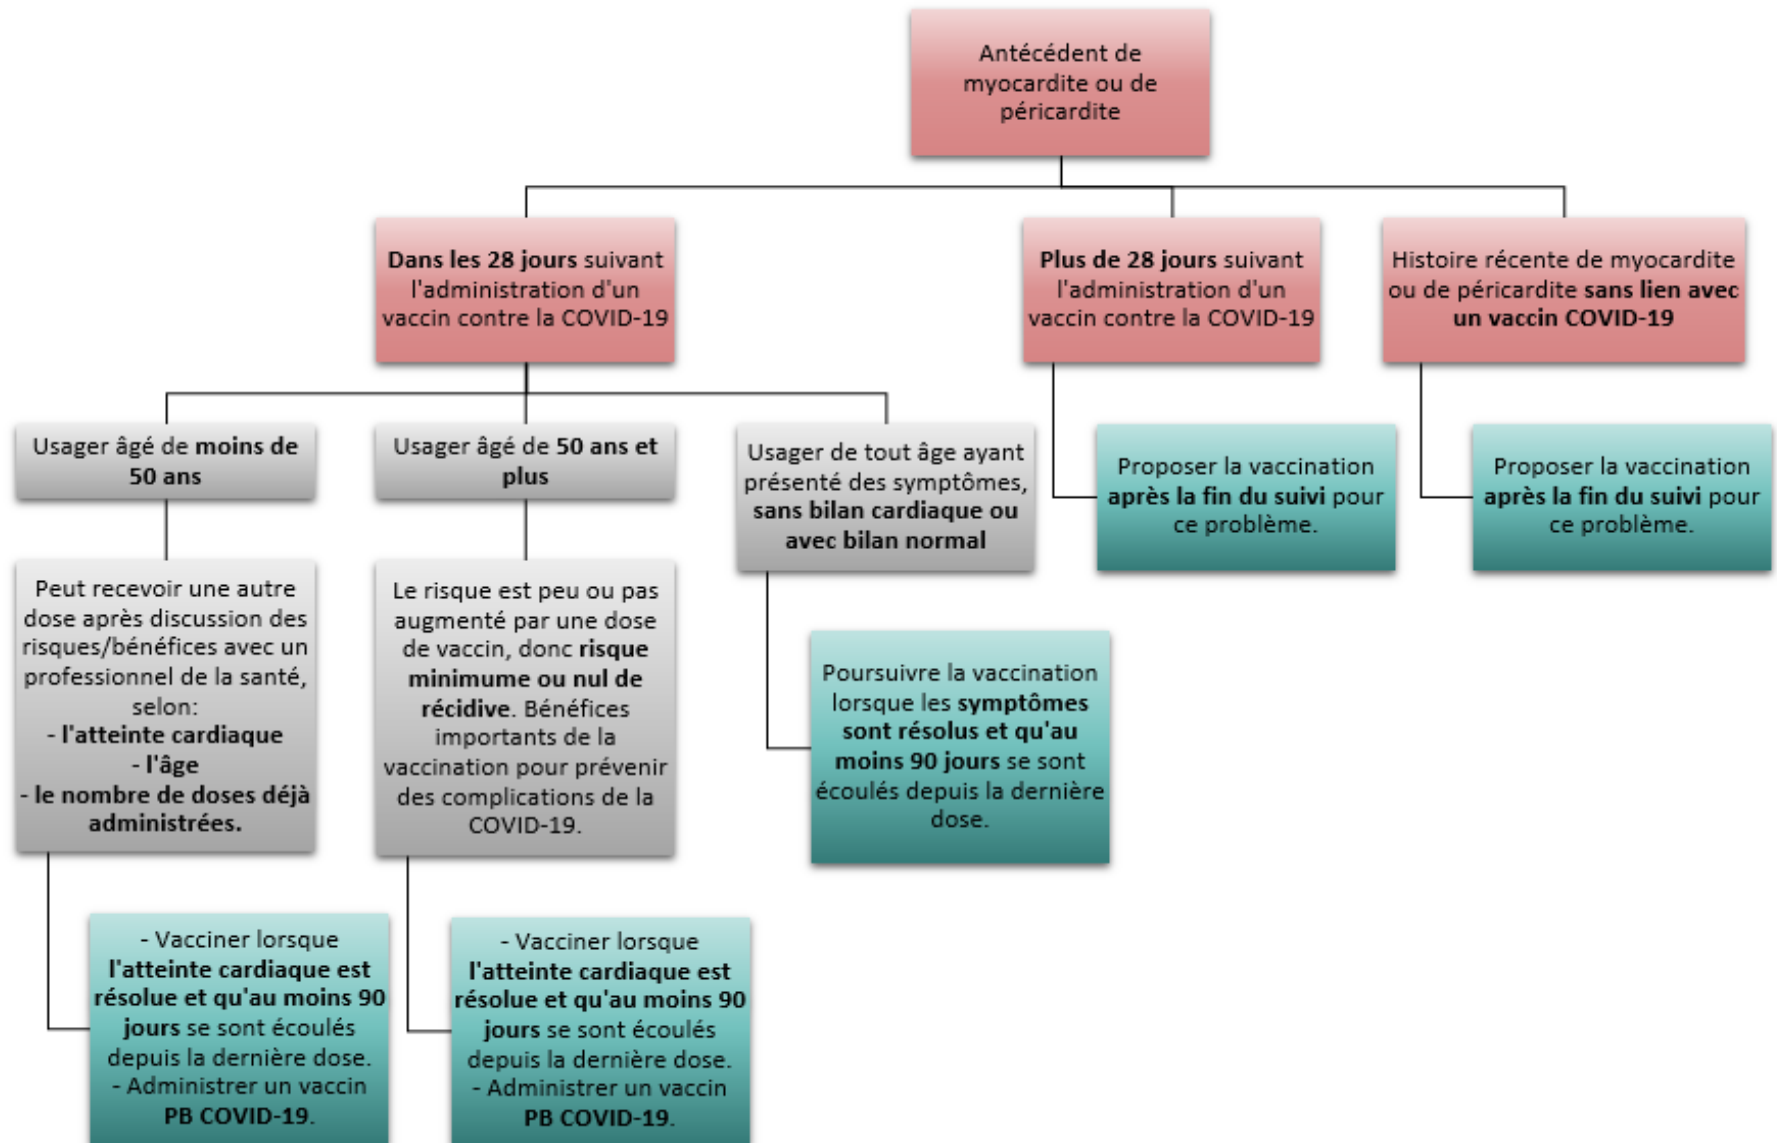 Antécédent de
myocardite ou de
péricardite
Dans les 28 jours suivant
l'administration d'un
vaccin contre la COVID-19
Plus de 28 jours suivant
l'administration d'un
vaccin contre la COVID-19
Histoire récente de myocardite
ou de péricardite sans lien avec
un vaccin COVID-19
Usager âgé de moins de
50 ans
Usager âgé de 50 ans et
plus
Usager de tout âge ayant
présenté des symptômes,
sans bilan cardiaque ou
avec bilan normal
Proposer la vaccination
après la fin du suivi pour
ce problème.
Proposer la vaccination
après la fin du suivi pour
ce problème.
Peut recevoir une autre
dose après discussion des
risques/bénéfices avec un
professionnel de la santé,
selon:
- l'atteinte cardiaque
- l'âge
- le nombre de doses déjà
administrées.
Le risque est peu ou pas
augmenté par une dose
de vaccin, donc risque
minimume ou nul de
récidive. Bénéfices
importants de la
vaccination pour prévenir
des complications de la
COVID-19.
Poursuivre la vaccination
lorsque les symptômes
sont résolus et qu'au
moins 90 jours se sont
écoulés depuis la dernière
dose.
- Vacciner lorsque
l'atteinte cardiaque est
résolue et qu'au moins 90
jours se sont écoulés
depuis la dernière dose.
- Administrer un vaccin
PB COVID-19.
- Vacciner lorsque
l'atteinte cardiaque est
résolue et qu'au moins 90
jours se sont écoulés
depuis la dernière dose.
- Administrer un vaccin
PB COVID-19.